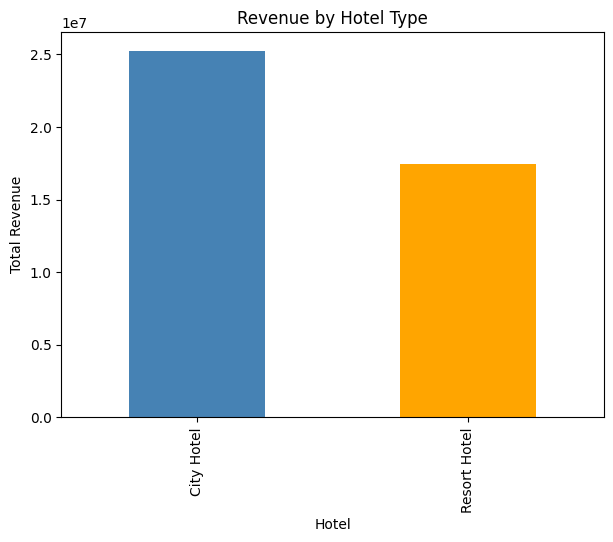 Revenue by Hotel Type
1e7
2.5
2.0
1.5
1.0
0.5
0.0
Total Revenue
City Hotel
Resort Hotel
Hotel